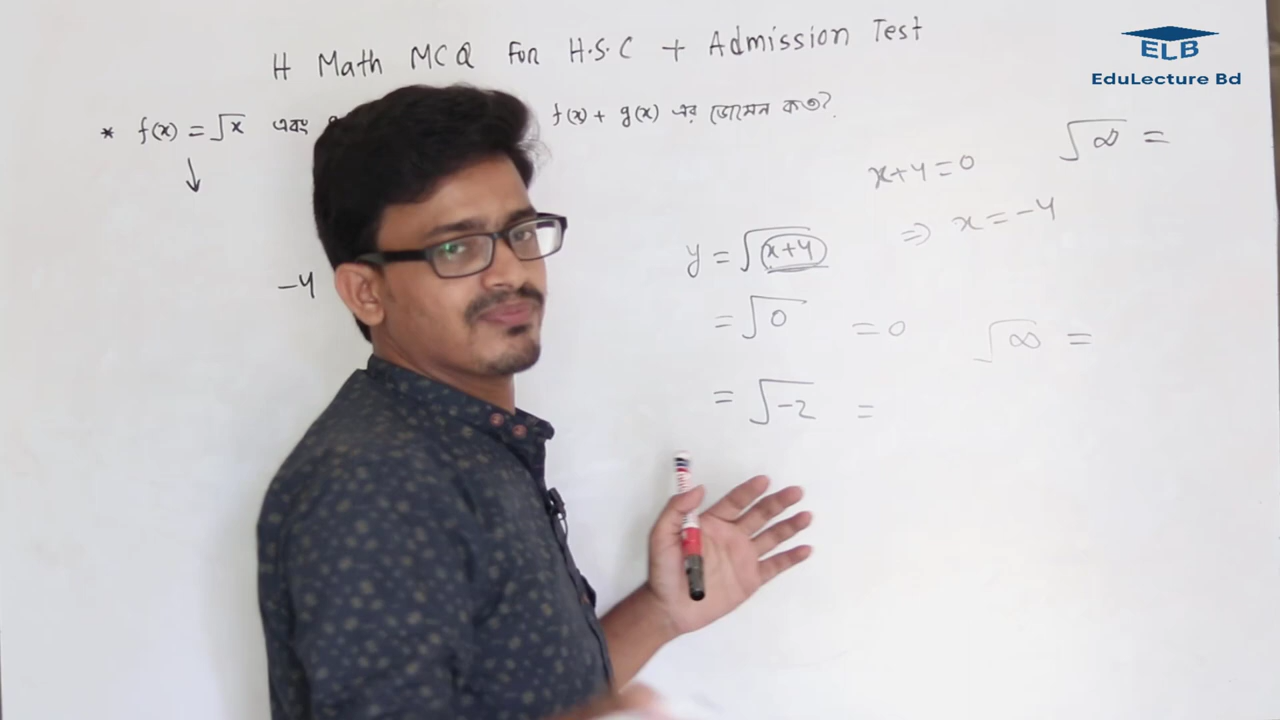 H Math MCQ for H.S.C + Admission Test
ELB
EduLecture Bd
* f(x) = √x এবং f(x) + g(x) এর ডোমেন কত?
√∞ =
x+4=0
⇒ x = -4
y = √(x+4)
-4
= √0 = 0
√∞ =
= √-2 =